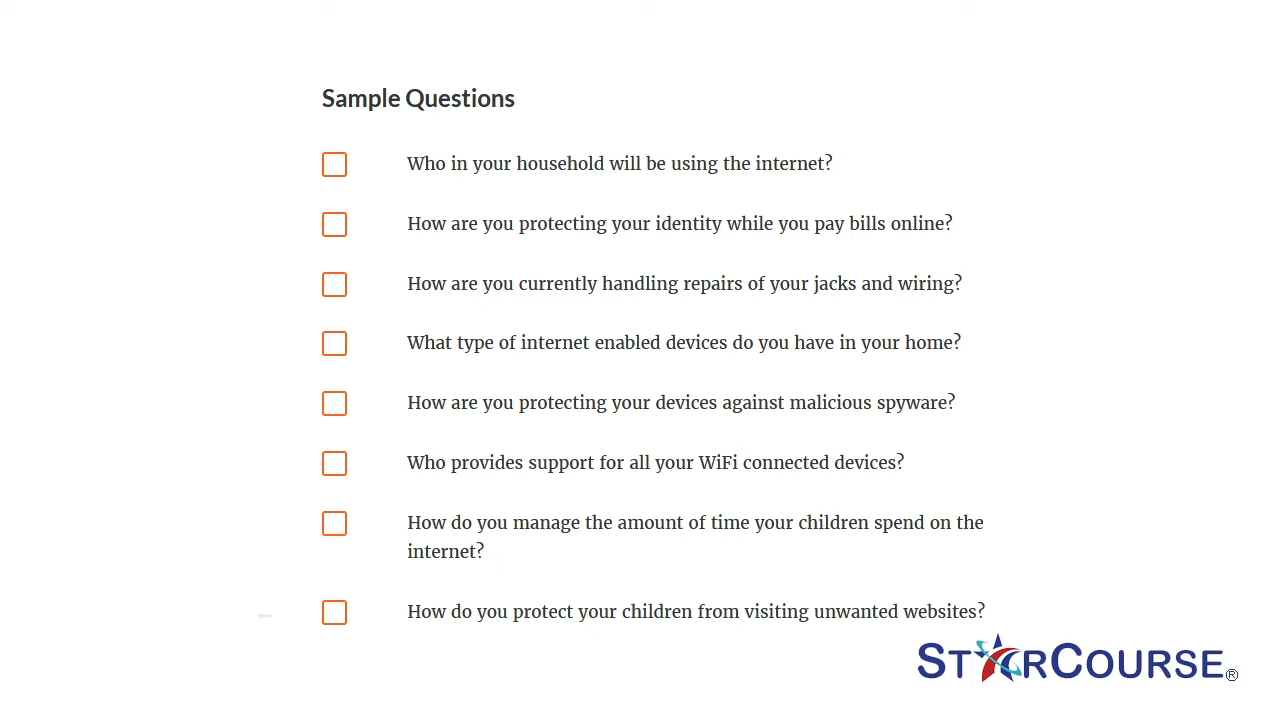 Sample Questions
Who in your household will be using the internet?
How are you protecting your identity while you pay bills online?
How are you currently handling repairs of your jacks and wiring?
What type of internet enabled devices do you have in your home?
How are you protecting your devices against malicious spyware?
Who provides support for all your WiFi connected devices?
How do you manage the amount of time your children spend on the
internet?
How do you protect your children from visiting unwanted websites?
STARCOURSE®